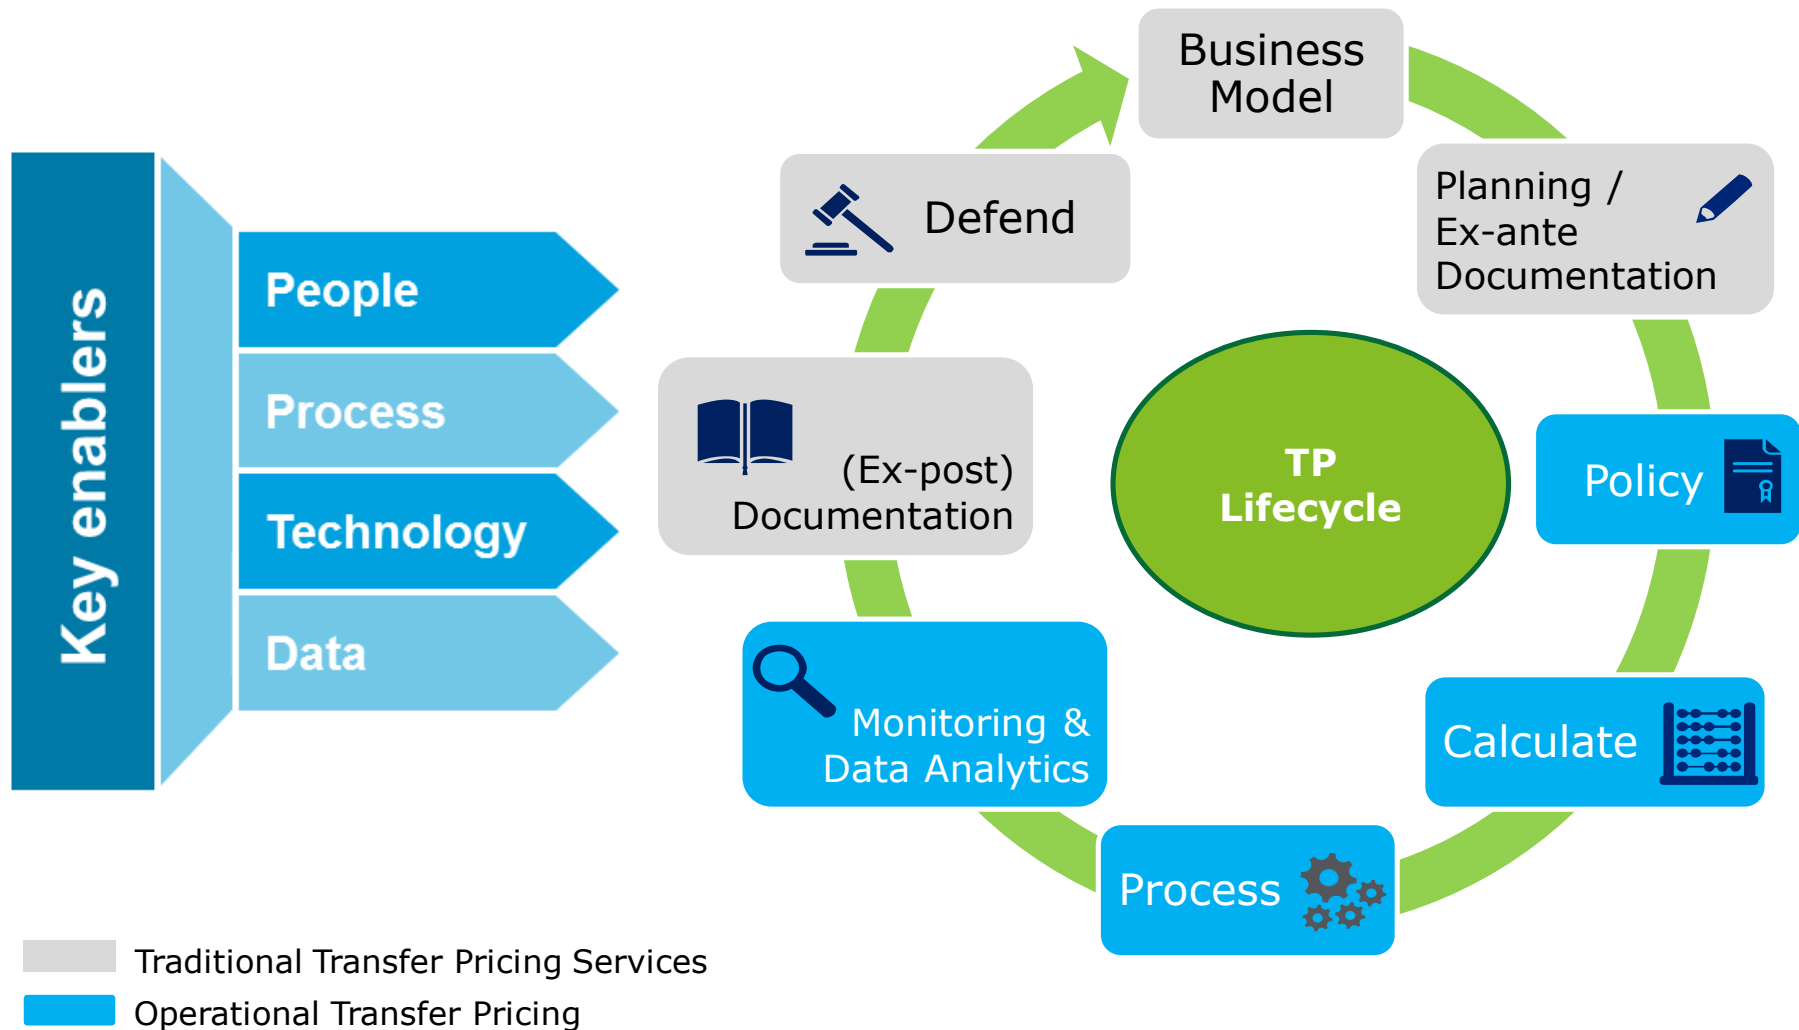 Key enablers
People
Process
Technology
Data
Business
Model
Planning /
Ex-ante
Documentation
Policy
Calculate
Process
Monitoring &
Data Analytics
(Ex-post)
Documentation
Defend
TP
Lifecycle
Traditional Transfer Pricing Services
Operational Transfer Pricing